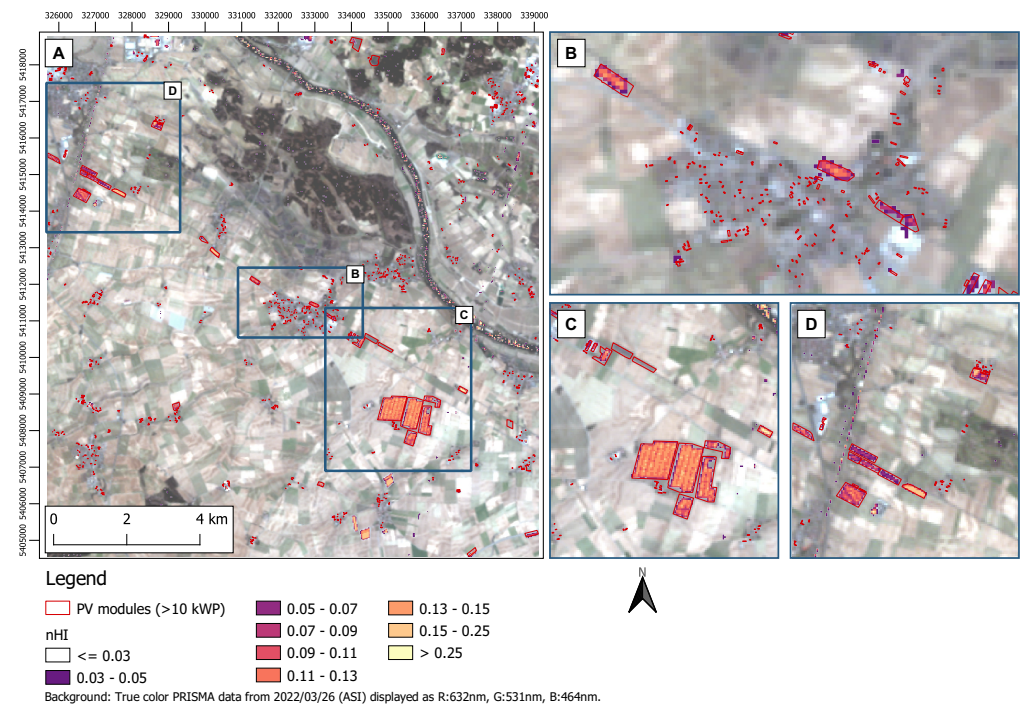 326000 327000 328000 329000 330000 331000 332000 333000 334000 335000 336000 337000 338000 339000
5418000
5417000
5416000
5415000
5414000
5413000
5412000
5411000
5410000
5409000
5408000
5407000
5406000
5405000
A
D
B
C
0 2 4 km
B
C
D
Legend
PV modules (>10 kWP)
nHI
<= 0.03
0.03 - 0.05
0.05 - 0.07
0.07 - 0.09
0.09 - 0.11
0.11 - 0.13
0.13 - 0.15
0.15 - 0.25
> 0.25
N
Background: True color PRISMA data from 2022/03/26 (ASI) displayed as R:632nm, G:531nm, B:464nm.